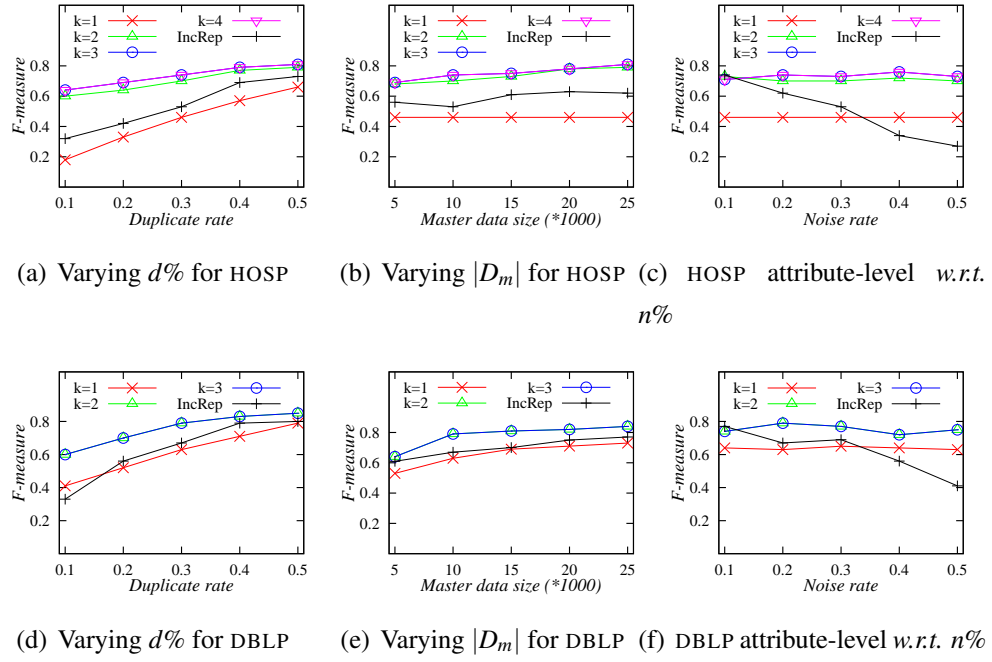 k=1
k=2
k=3
k=4
IncRep
F-measure
0.8
0.6
0.4
0.2
0.1 0.2 0.3 0.4 0.5
Duplicate rate
(a) Varying d% for HOSP
k=1
k=2
k=3
k=4
IncRep
F-measure
0.8
0.6
0.4
0.2
5 10 15 20 25
Master data size (*1000)
(b) Varying |Dm| for HOSP
k=1
k=2
k=3
k=4
IncRep
F-measure
0.8
0.6
0.4
0.2
0.1 0.2 0.3 0.4 0.5
Noise rate
(c) HOSP attribute-level w.r.t.
n%
k=1
k=2
k=3
IncRep
F-measure
0.8
0.6
0.4
0.2
0.1 0.2 0.3 0.4 0.5
Duplicate rate
(d) Varying d% for DBLP
k=1
k=2
k=3
IncRep
F-measure
0.8
0.6
0.4
0.2
5 10 15 20 25
Master data size (*1000)
(e) Varying |Dm| for DBLP
k=1
k=2
k=3
IncRep
F-measure
0.8
0.6
0.4
0.2
0.1 0.2 0.3 0.4 0.5
Noise rate
(f) DBLP attribute-level w.r.t. n%